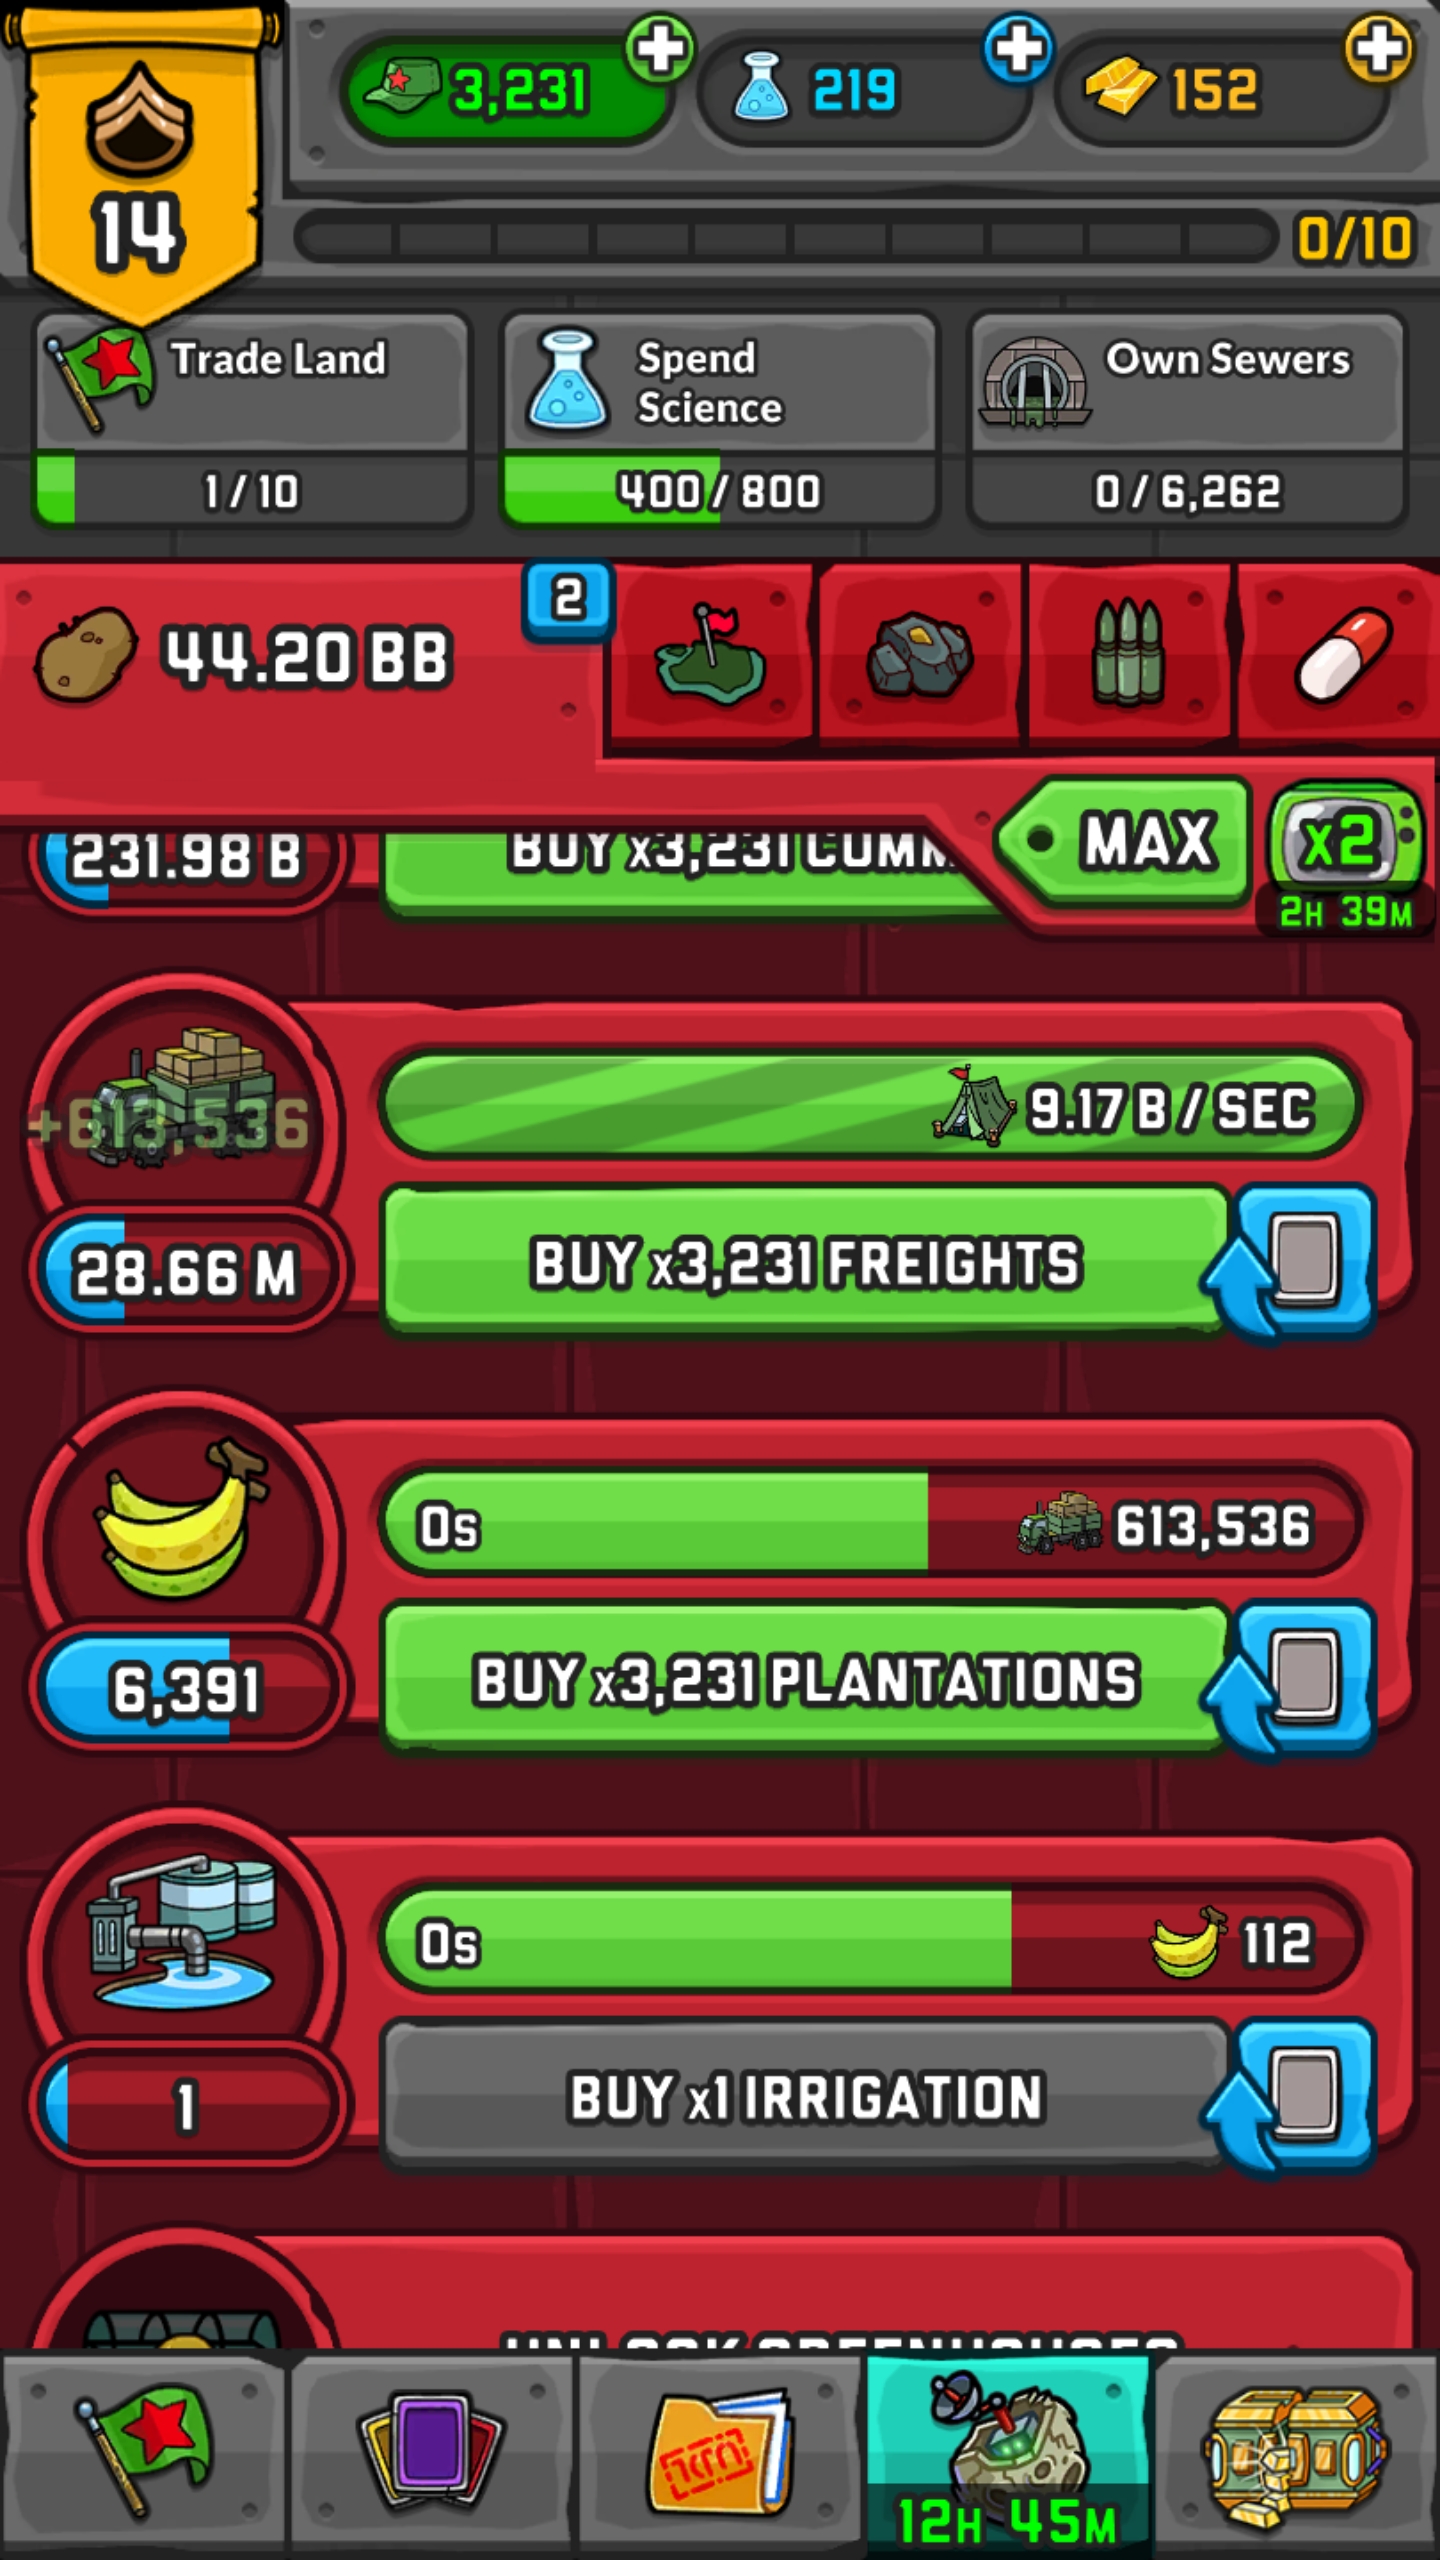 14
3,231
219
152
0/10
Trade Land
1/10
Spend
Science
400/800
Own Sewers
0/6,262
44.20 BB
2
MAX
x2
2H 39M
231.98 B
BUY x3,231 COMM
+613,536
9.17 B / SEC
28.66 M
BUY x3,231 FREIGHTS
0s
613,536
6,391
BUY x3,231 PLANTATIONS
0s
112
1
BUY x1 IRRIGATION
UNLOCK GREENHOUSES
12H 45M